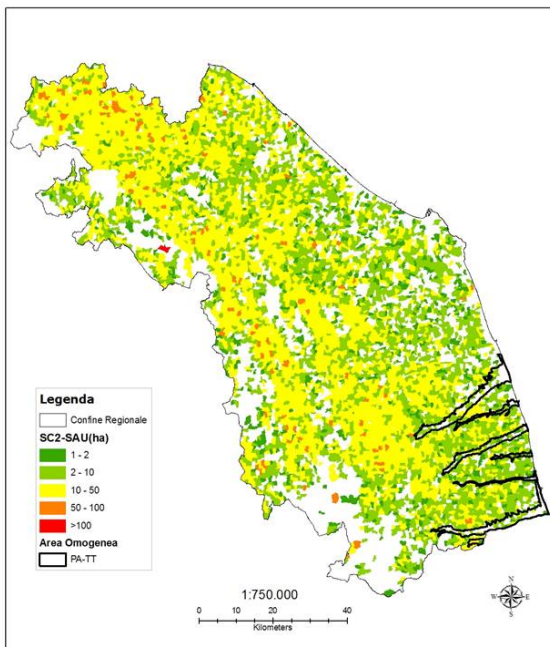 Legenda
Confine Regionale
SC2-SAU(ha)
1 - 2
2 - 10
10 - 50
50 - 100
>100
Area Omogenea
PA-TT
1:750.000
0 10 20 40
Kilometers
N
W E
S